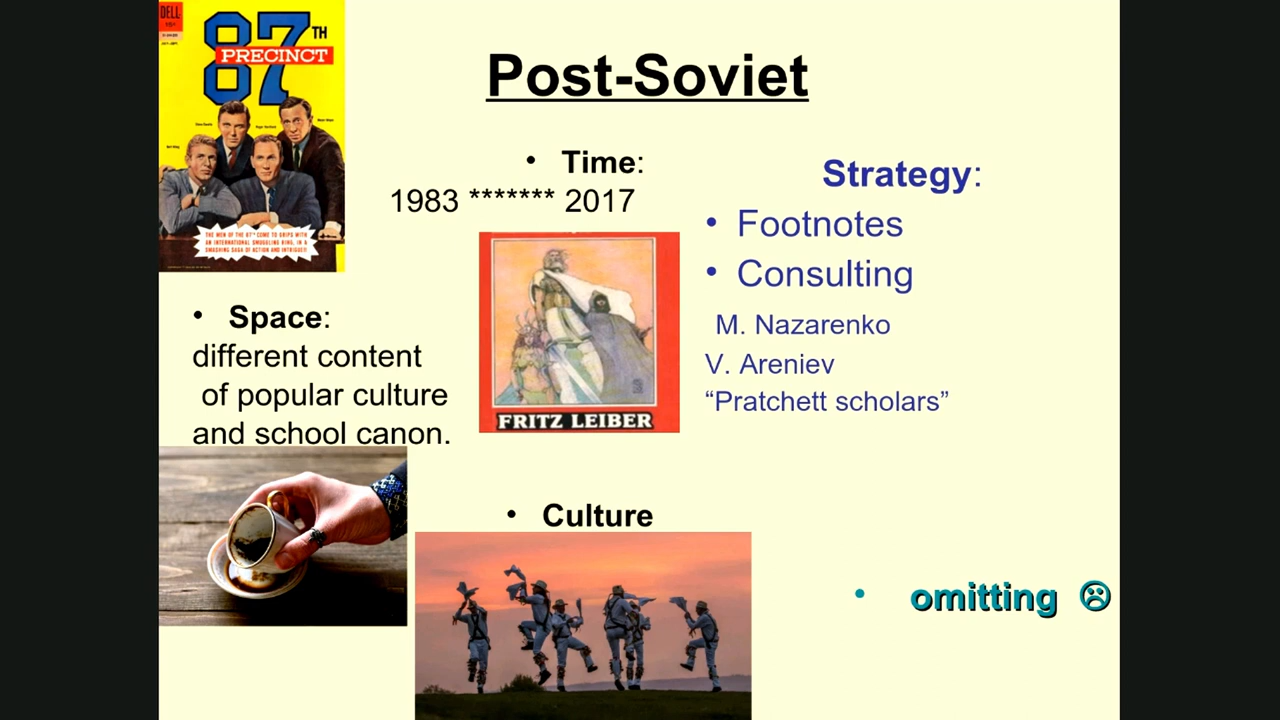 DELL
87TH
PRECINCT
THE MEN OF THE 87TH COME TO GRIPS WITH
AN INTERNATIONAL SMUGGLING RING, IN A
SMASHING SAGA OF ACTION AND INTRIGUE!
Post-Soviet
• Time:
1983 ******* 2017
FRITZ LEIBER
• Space:
different content
of popular culture
and school canon.
• Culture
Strategy:
• Footnotes
• Consulting
M. Nazarenko
V. Areniev
“Pratchett scholars”
• omitting ☹